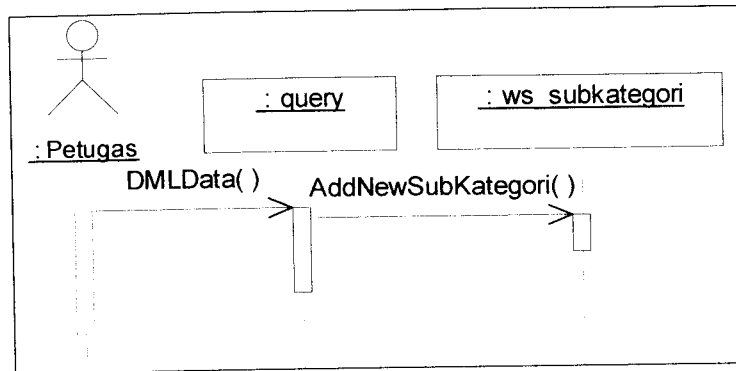 : query
: ws_subkategori
: Petugas
DMLData( )
AddNewSubKategori( )